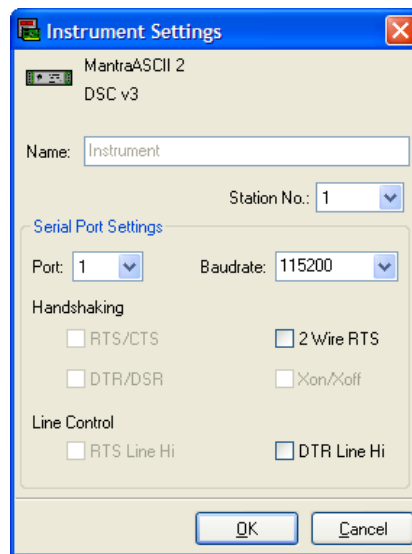 Instrument Settings
MantraASCII 2
DSC v3
Name: Instrument
Station No.: 1
Serial Port Settings
Port: 1 Baudrate: 115200
Handshaking
RTS/CTS 2 Wire RTS
DTR/DSR Xon/Xoff
Line Control
RTS Line Hi DTR Line Hi
OK Cancel